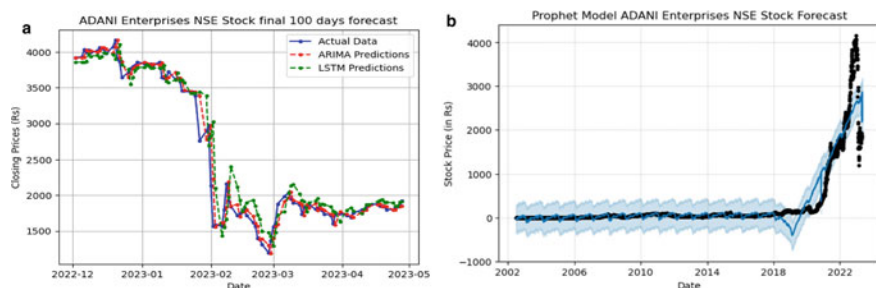 a
ADANI Enterprises NSE Stock final 100 days forecast
Actual Data
ARIMA Predictions
LSTM Predictions
Closing Prices (Rs)
4000
3500
3000
2500
2000
1500
2022-12
2023-01
2023-02
2023-03
2023-04
2023-05
Date
b
Prophet Model ADANI Enterprises NSE Stock Forecast
Stock Price (in Rs)
4000
3000
2000
1000
0
−1000
2002
2006
2010
2014
2018
2022
Date